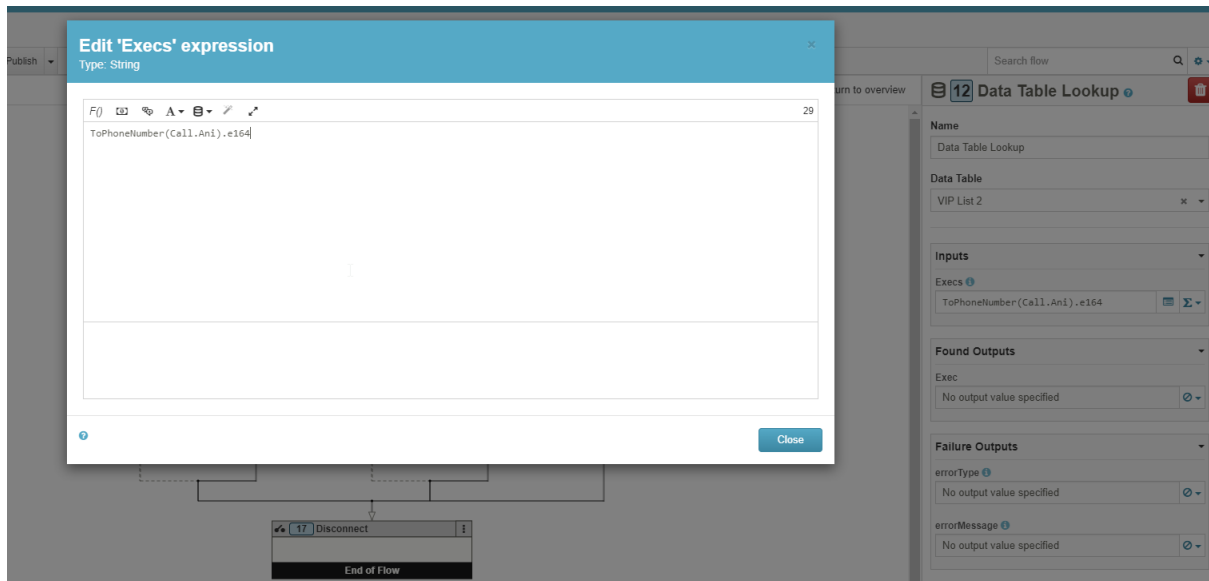 Edit 'Execs' expression
Type: String
F()
A
29
ToPhoneNumber(Call.Ani).e164
Close
Publish
Search flow
urn to overview
12 Data Table Lookup
Name
Data Table Lookup
Data Table
VIP List 2
Inputs
Execs
ToPhoneNumber(Call.Ani).e164
Found Outputs
Exec
No output value specified
Failure Outputs
errorType
No output value specified
errorMessage
No output value specified
17 Disconnect
End of Flow